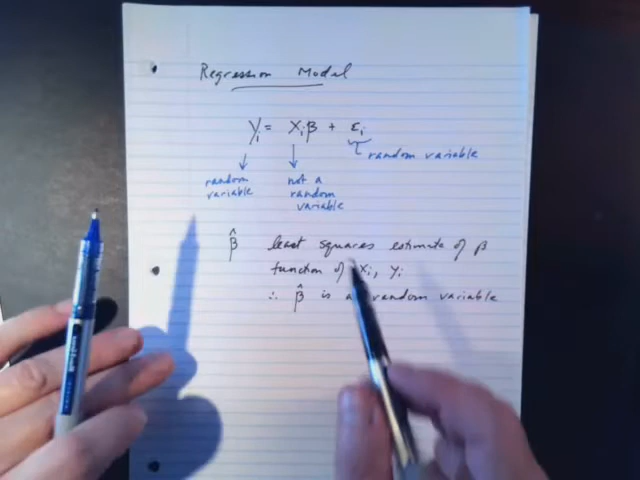 Regression Model
Yi = Xiβ + εi
random variable
random
variable
not a
random
variable
β̂ least squares estimate of β
function of Xi, Yi
∴ β̂ is a random variable